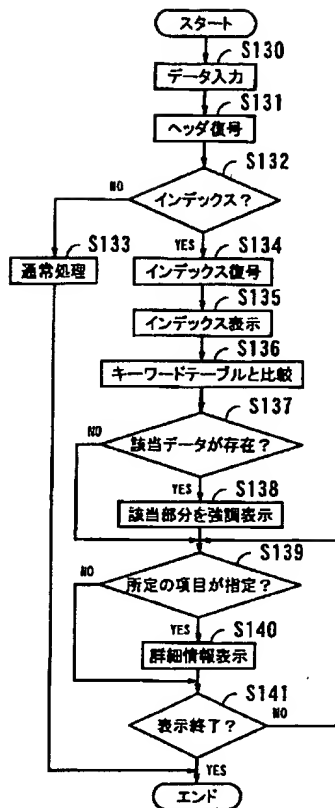 スタート
S130
データ入力
S131
ヘッダ復号
S132
インデックス?
NO
YES
S133
通常処理
S134
インデックス復号
S135
インデックス表示
S136
キーワードテーブルと比較
S137
該当データが存在?
NO
YES
S138
該当部分を強調表示
S139
所定の項目が指定?
NO
YES
S140
詳細情報表示
S141
表示終了?
NO
YES
エンド